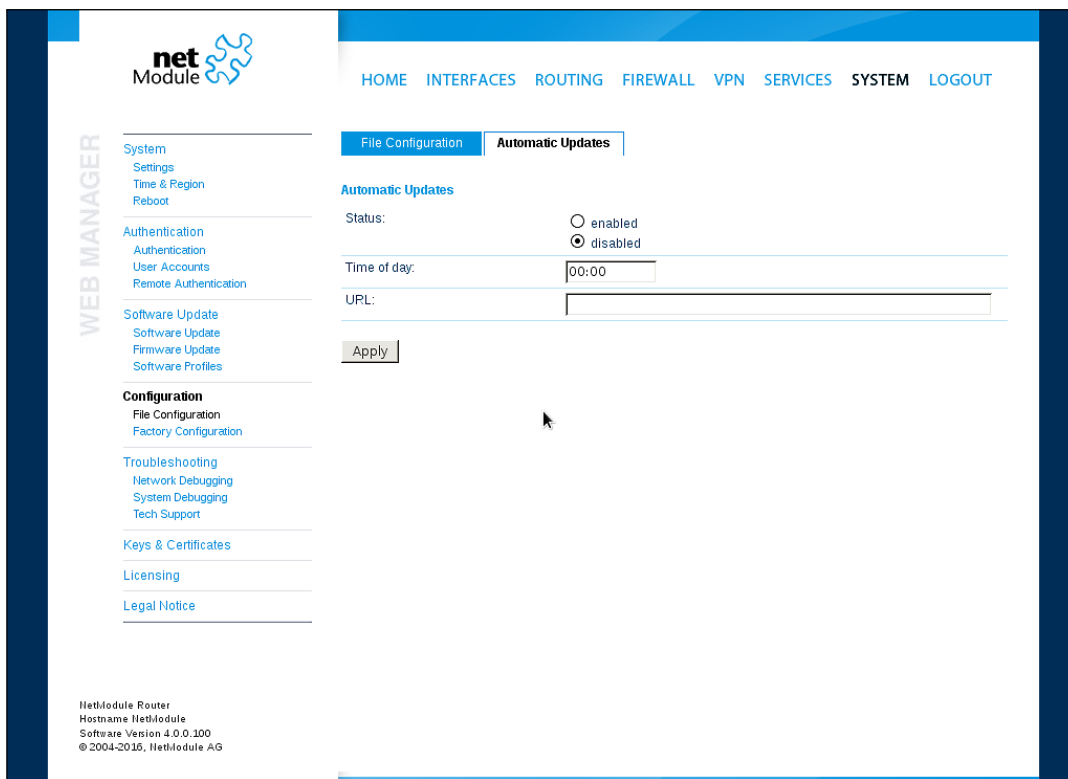 net
Module
HOME INTERFACES ROUTING FIREWALL VPN SERVICES SYSTEM LOGOUT
WEB MANAGER
System
Settings
Time & Region
Reboot
Authentication
Authentication
User Accounts
Remote Authentication
Software Update
Software Update
Firmware Update
Software Profiles
Configuration
File Configuration
Factory Configuration
Troubleshooting
Network Debugging
System Debugging
Tech Support
Keys & Certificates
Licensing
Legal Notice
File Configuration Automatic Updates
Automatic Updates
Status:
enabled
disabled
Time of day: 00:00
URL:
Apply
NetModule Router
Hostname NetModule
Software Version 4.0.0.100
© 2004-2016, NetModule AG